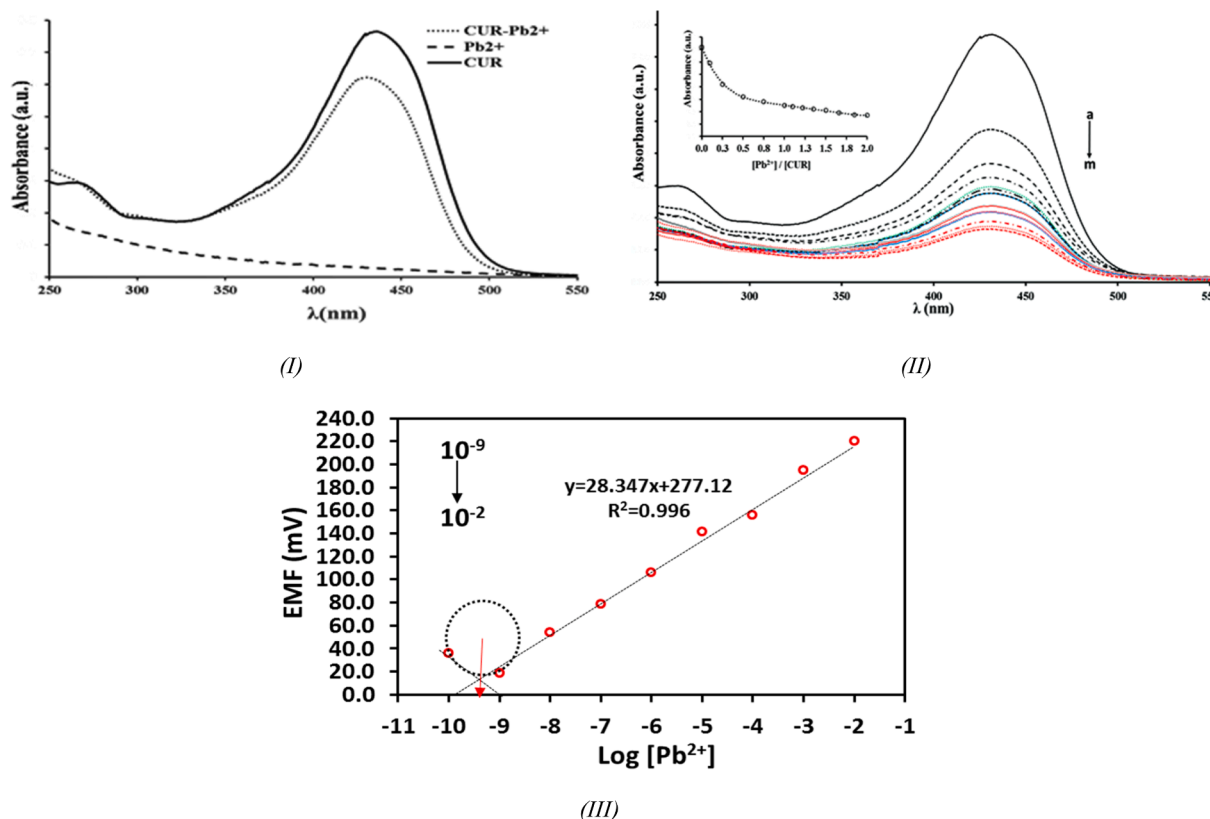 CUR-Pb2+
Pb2+
CUR
Absorbance (a.u.)
250 300 350 400 450 500 550
λ(nm)
(I)
Absorbance (a.u.)
Absorbance (a.u.)
0.0 0.3 0.5 0.8 1.0 1.3 1.5 1.8 2.0
[Pb²⁺] / [CUR]
a
m
250 300 350 400 450 500 550
λ (nm)
(II)
EMF (mV)
240.0
220.0
200.0
180.0
160.0
140.0
120.0
100.0
80.0
60.0
40.0
20.0
0.0
10⁻⁹
10⁻²
y=28.347x+277.12
R²=0.996
-11 -10 -9 -8 -7 -6 -5 -4 -3 -2 -1
Log [Pb²⁺]
(III)